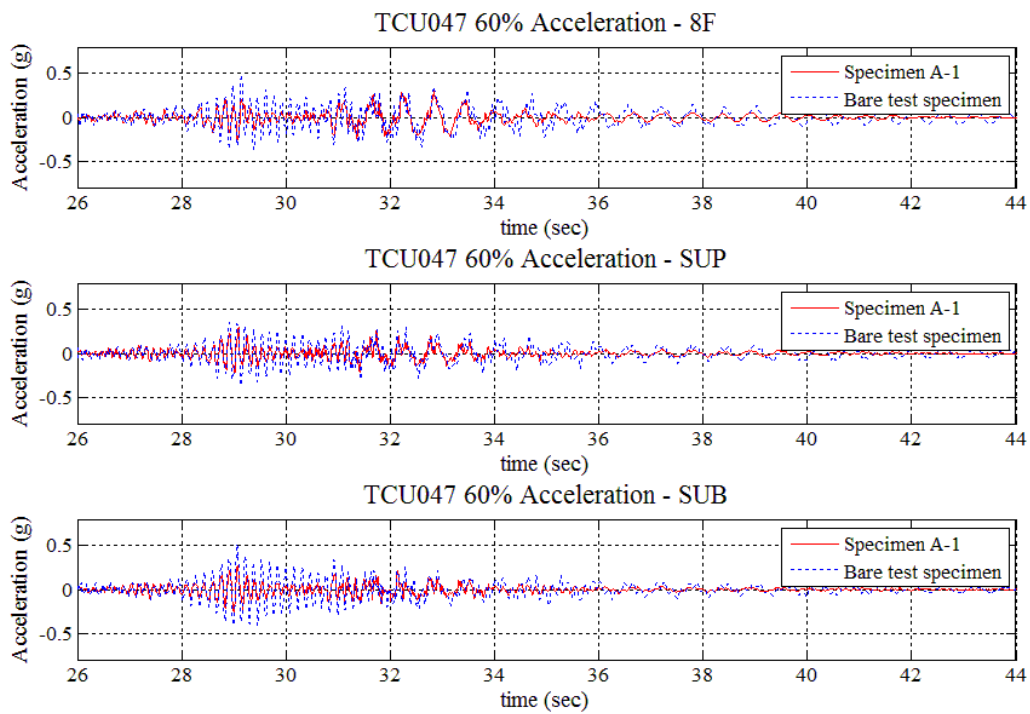 TCU047 60% Acceleration - 8F
Acceleration (g)
0.5
0
-0.5
Specimen A-1
Bare test specimen
26 28 30 32 34 36 38 40 42 44
time (sec)
TCU047 60% Acceleration - SUP
Acceleration (g)
0.5
0
-0.5
Specimen A-1
Bare test specimen
26 28 30 32 34 36 38 40 42 44
time (sec)
TCU047 60% Acceleration - SUB
Acceleration (g)
0.5
0
-0.5
Specimen A-1
Bare test specimen
26 28 30 32 34 36 38 40 42 44
time (sec)